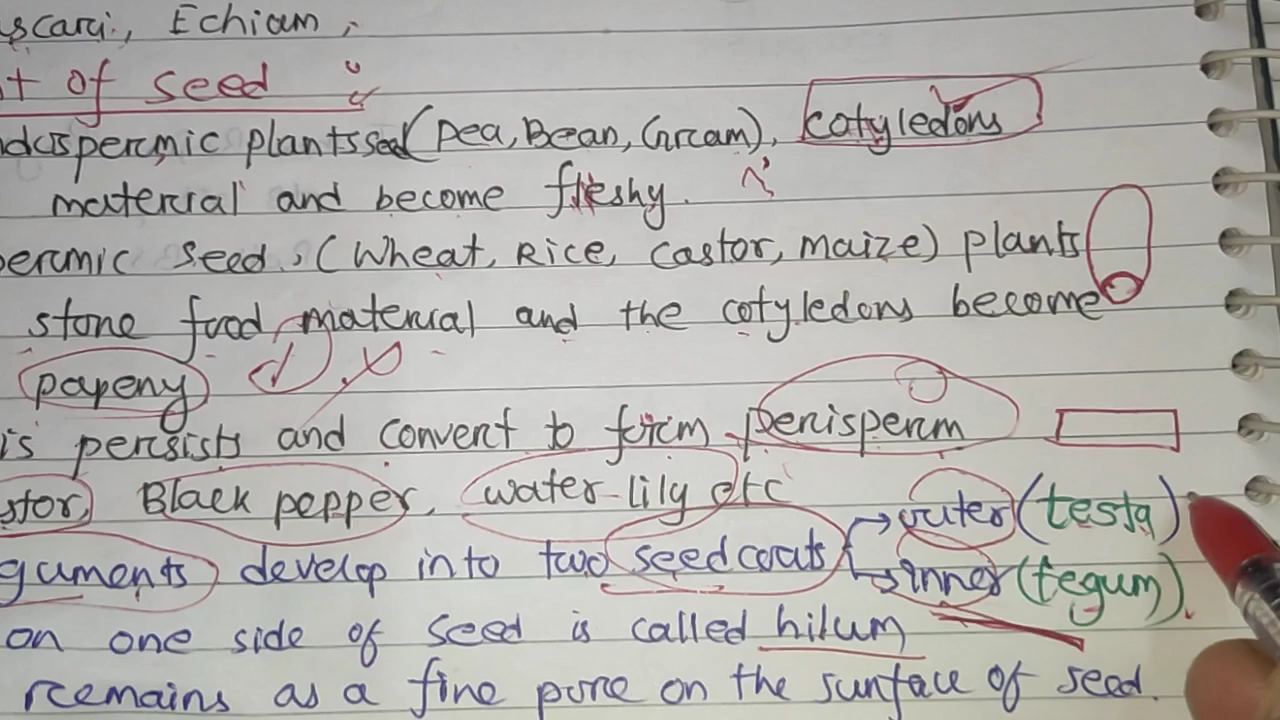 scari, Echium,
t of seed :
ndospermic plants seed (Pea, Bean, Gram), cotyledons
material and become fleshy.
permic seed, (Wheat, Rice, Castor, Maize) plants
store food material and the cotyledons become
papery
is persists and convert to form perisperm
stor, Black pepper, water lily etc
guments develop into two seed coats → outer (testa)
→ inner (tegum).
on one side of seed is called hilum
remains as a fine pore on the surface of seed.